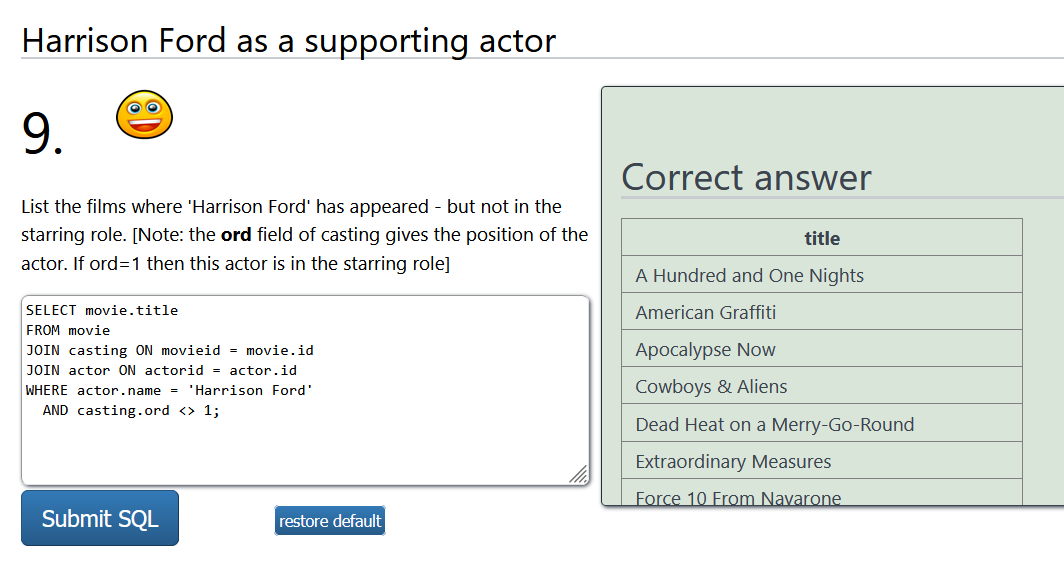 Harrison Ford as a supporting actor
9.
List the films where 'Harrison Ford' has appeared - but not in the
starring role. [Note: the ord field of casting gives the position of the
actor. If ord=1 then this actor is in the starring role]
SELECT movie.title
FROM movie
JOIN casting ON movieid = movie.id
JOIN actor ON actorid = actor.id
WHERE actor.name = 'Harrison Ford'
  AND casting.ord <> 1;
Submit SQL
restore default
Correct answer
title
A Hundred and One Nights
American Graffiti
Apocalypse Now
Cowboys & Aliens
Dead Heat on a Merry-Go-Round
Extraordinary Measures
Force 10 From Navarone